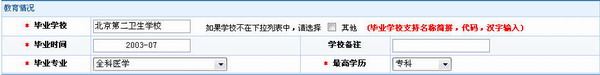 教育情况
* 毕业学校 北京第二卫生学校 如果学校不在下拉列表中，请选择 其他 (毕业学校支持名称简拼，代码，汉字输入)
* 毕业时间 2003-07 学校备注
* 毕业专业 全科医学 * 最高学历 专科